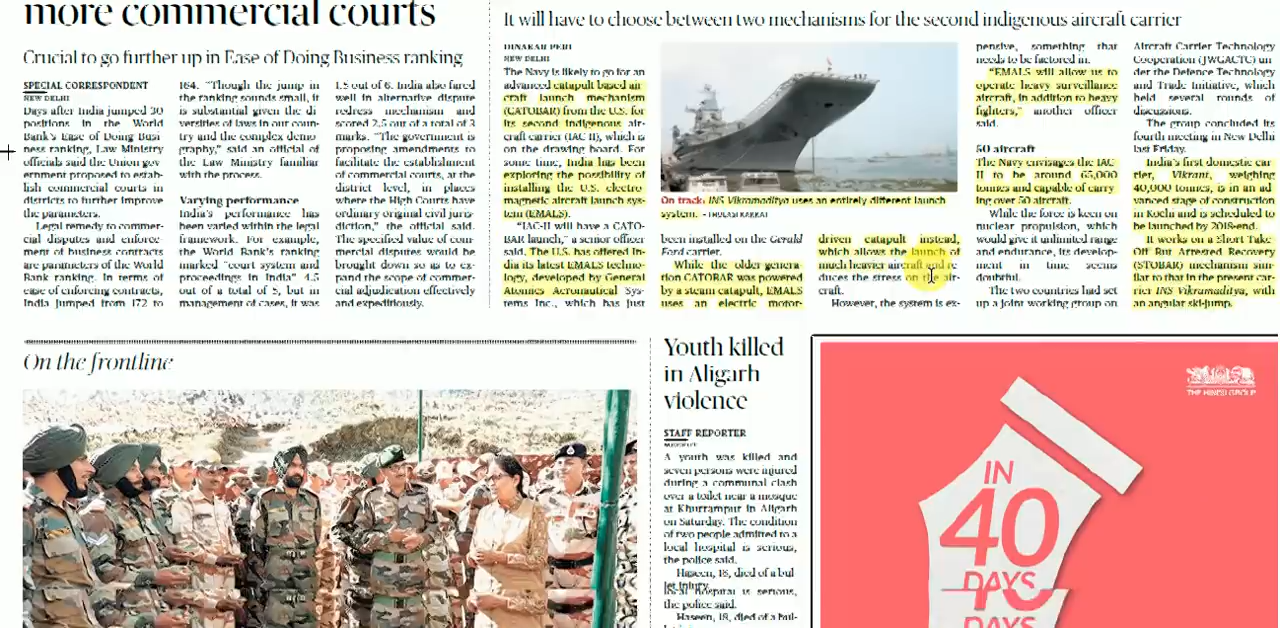 more commercial courts
Crucial to go further up in Ease of Doing Business ranking
SPECIAL CORRESPONDENT
NEW DELHI
Days after India jumped 30
positions in the World
Bank's Ease of Doing Busi-
ness ranking, Law Ministry
officials said the Union gov-
ernment proposed to estab-
lish commercial courts in
districts to further improve
the parameters.
Legal remedy to commer-
cial disputes and enforce-
ment of business contracts
are parameters of the World
Bank ranking. In terms of
ease of enforcing contracts,
India jumped from 172 to
164. "Though the jump in
the ranking sounds small, it
is substantial given the di-
versities of laws in our coun-
try and the complex demo-
graphy," said an official of
the Law Ministry familiar
with the process.
Varying performance
India's performance has
been varied within the legal
framework. For example,
the World Bank's ranking
marked "court system and
proceedings in India" 4.5
out of a total of 5, but in
management of cases, it was
1.5 out of 6. India also fared
well in alternative dispute
redress mechanism and
scored 2.5 out of a total of 3
marks. "The government is
proposing amendments to
facilitate the establishment
of commercial courts, at the
district level, in places
where the High Courts have
ordinary original civil juris-
diction," the official said.
The specified value of com-
mercial disputes would be
brought down so as to ex-
pand the scope of commer-
cial adjudication effectively
and expeditiously.
It will have to choose between two mechanisms for the second indigenous aircraft carrier
DINAKAR PERI
NEW DELHI
The Navy is likely to go for an
advanced catapult based air-
craft launch mechanism
(CATOBAR) from the U.S. for
its second indigenous air-
craft carrier (IAC-II), which is
on the drawing board. For
some time, India has been
exploring the possibility of
installing the U.S. electro-
magnetic aircraft launch sys-
tem (EMALS).
"IAC-II will have a CATO-
BAR launch," a senior officer
said. The U.S. has offered In-
dia its latest EMALS techno-
logy, developed by General
Atomics Aeronautical Sys-
tems Inc., which has just
On track: INS Vikramaditya uses an entirely different launch
system. - THULASI KAKKAT
been installed on the Gerald
Ford carrier.
While the older genera-
tion CATOBAR was powered
by a steam catapult, EMALS
uses an electric motor-
driven catapult instead,
which allows the launch of
much heavier aircraft and re-
duces the stress on the air-
craft.
However, the system is ex-
pensive, something that
needs to be factored in.
"EMALS will allow us to
operate heavy surveillance
aircraft, in addition to heavy
fighters," another officer
said.
50 aircraft
The Navy envisages the IAC-
II to be around 65,000
tonnes and capable of carry-
ing over 50 aircraft.
While the force is keen on
nuclear propulsion, which
would give it unlimited range
and endurance, its develop-
ment in time seems
doubtful.
The two countries had set
up a joint working group on
Aircraft Carrier Technology
Cooperation (JWGACTC) un-
der the Defence Technology
and Trade Initiative, which
held several rounds of
discussions.
The group concluded its
fourth meeting in New Delhi
last Friday.
India's first domestic car-
rier, Vikrant, weighing
40,000 tonnes, is in an ad-
vanced stage of construction
in Kochi and is scheduled to
be launched by 2018-end.
It works on a Short Take-
Off But Arrested Recovery
(STOBAR) mechanism sim-
ilar to that in the present car-
rier INS Vikramaditya, with
an angular ski-jump.
On the frontline
Youth killed
in Aligarh
violence
STAFF REPORTER
A youth was killed and
seven persons were injured
during a communal clash
over a toilet near a mosque
at Khurrampur in Aligarh
on Saturday. The condition
of two people admitted to a
local hospital is serious,
the police said.
Haseen, 18, died of a bul-
let injury.
local hospital is serious,
the police said.
Haseen, 18, died of a bul-
THE HINDU GROUP
IN
40
DAYS
DAYS